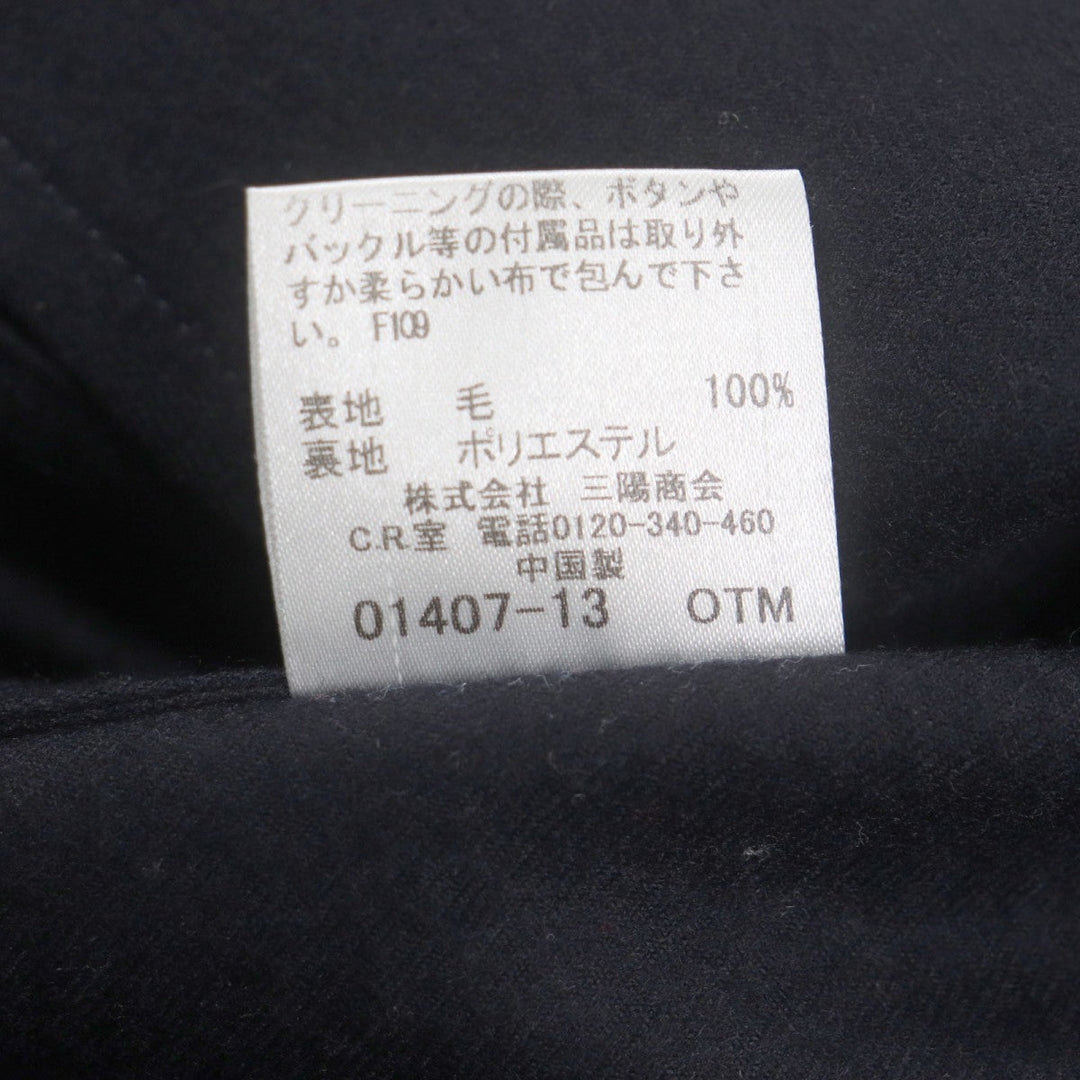 クリーニングの際、ボタンや
バックル等の付属品は取り外
すか柔らかい布で包んで下さ
い。 F109
表地 毛 100%
裏地 ポリエステル
株式会社 三陽商会
C.R.室 電話0120-340-460
中国製
01407-13 OTM